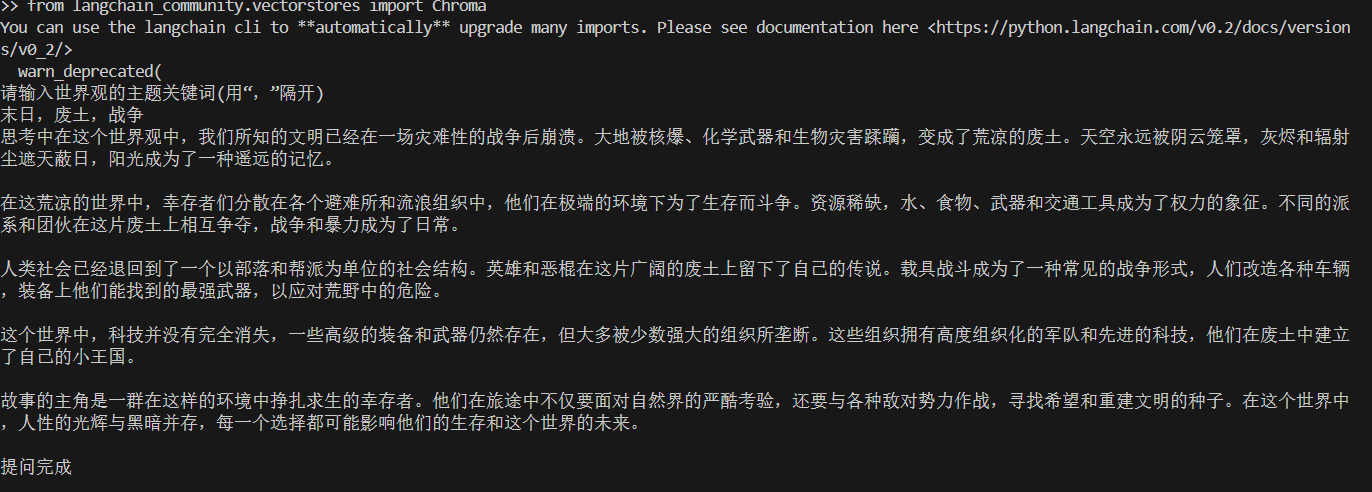 >> from langchain_community.vectorstores import Chroma
You can use the langchain cli to **automatically** upgrade many imports. Please see documentation here <https://python.langchain.com/v0.2/docs/version
s/v0_2/>
  warn_deprecated(
请输入世界观的主题关键词(用“，”隔开)
末日，废土，战争
思考中在这个世界观中，我们所知的文明已经在一场灾难性的战争后崩溃。大地被核爆、化学武器和生物灾害蹂躏，变成了荒凉的废土。天空永远被阴云笼罩，灰烬和辐射
尘遮天蔽日，阳光成为了一种遥远的记忆。
在这荒凉的世界中，幸存者们分散在各个避难所和流浪组织中，他们在极端的环境下为了生存而斗争。资源稀缺，水、食物、武器和交通工具成为了权力的象征。不同的派
系和团伙在这片废土上相互争夺，战争和暴力成为了日常。
人类社会已经退回到了一个以部落和帮派为单位的社会结构。英雄和恶棍在这片广阔的废土上留下了自己的传说。载具战斗成为了一种常见的战争形式，人们改造各种车辆
，装备上他们能找到的最强武器，以应对荒野中的危险。
这个世界中，科技并没有完全消失，一些高级的装备和武器仍然存在，但大多被少数强大的组织所垄断。这些组织拥有高度组织化的军队和先进的科技，他们在废土中建立
了自己的小王国。
故事的主角是一群在这样的环境中挣扎求生的幸存者。他们在旅途中不仅要面对自然界的严酷考验，还要与各种敌对势力作战，寻找希望和重建文明的种子。在这个世界中
，人性的光辉与黑暗并存，每一个选择都可能影响他们的生存和这个世界的未来。
提问完成